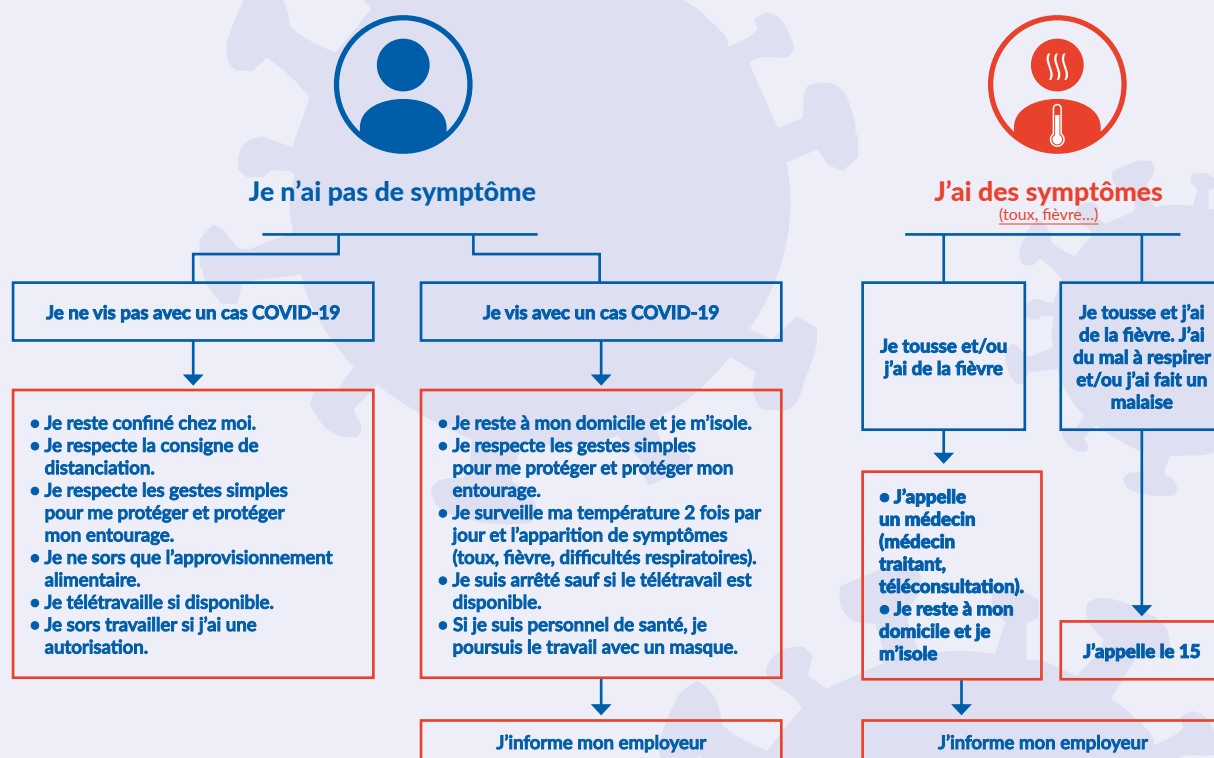 Je n'ai pas de symptôme
Je ne vis pas avec un cas COVID-19
• Je reste confiné chez moi.
• Je respecte la consigne de
distanciation.
• Je respecte les gestes simples
pour me protéger et protéger
mon entourage.
• Je ne sors que l'approvisionnement
alimentaire.
• Je télétravaille si disponible.
• Je sors travailler si j'ai une
autorisation.
Je vis avec un cas COVID-19
• Je reste à mon domicile et je m'isole.
• Je respecte les gestes simples
pour me protéger et protéger mon
entourage.
• Je surveille ma température 2 fois par
jour et l'apparition de symptômes
(toux, fièvre, difficultés respiratoires).
• Je suis arrêté sauf si le télétravail est
disponible.
• Si je suis personnel de santé, je
poursuis le travail avec un masque.
J'informe mon employeur
J'ai des symptômes
(toux, fièvre...)
Je tousse et/ou
j'ai de la fièvre
• J'appelle
un médecin
(médecin
traitant,
téléconsultation).
• Je reste à mon
domicile et je
m'isole
Je tousse et j'ai
de la fièvre. J'ai
du mal à respirer
et/ou j'ai fait un
malaise
J'appelle le 15
J'informe mon employeur